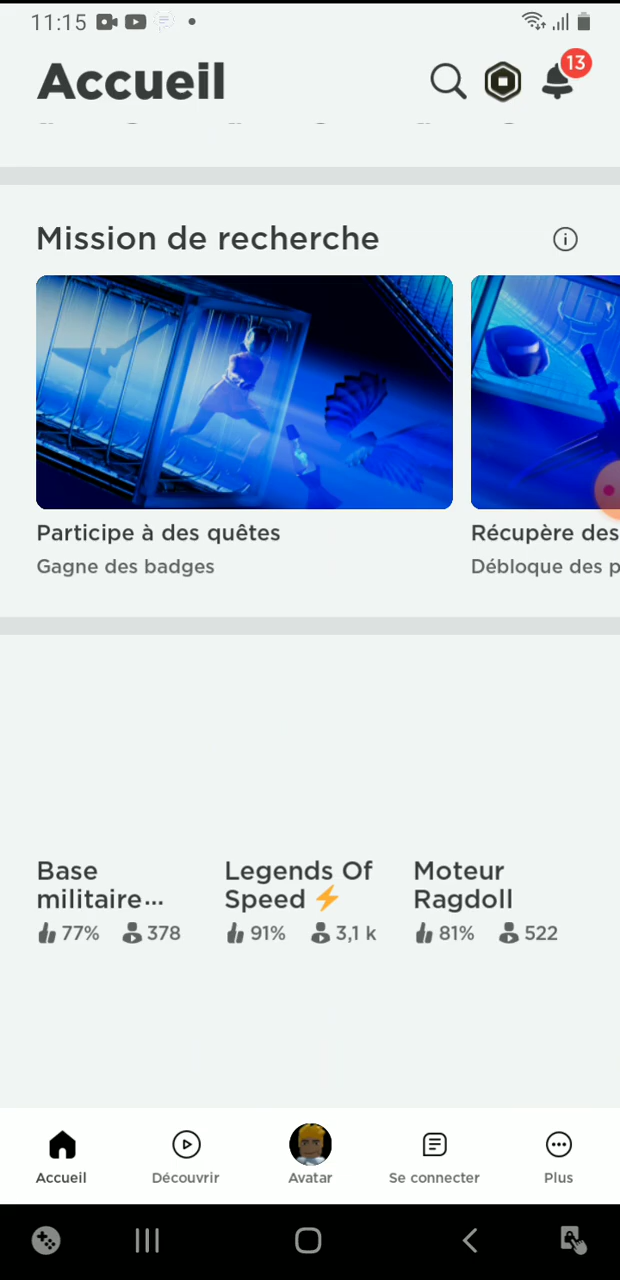 11:15
Accueil
13
Mission de recherche
Participe à des quêtes
Gagne des badges
Récupère des
Débloque des p
Base
militaire...
77% 378
Legends Of
Speed ⚡
91% 3,1 k
Moteur
Ragdoll
81% 522
Accueil
Découvrir
Avatar
Se connecter
Plus